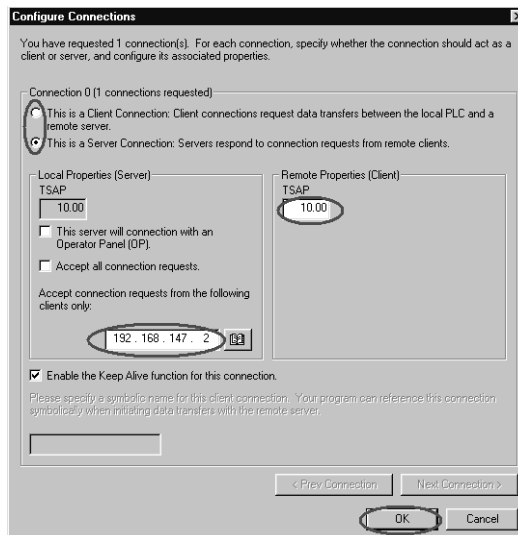 Configure Connections
You have requested 1 connection(s). For each connection, specify whether the connection should act as a
client or server, and configure its associated properties.
Connection 0 (1 connections requested)
This is a Client Connection: Client connections request data transfers between the local PLC and a
remote server.
This is a Server Connection: Servers respond to connection requests from remote clients.
Local Properties (Server)
TSAP
10.00
This server will connection with an
Operator Panel (OP).
Accept all connection requests.
Accept connection requests from the following
clients only:
192 . 168 . 147 . 2
Remote Properties (Client)
TSAP
10.00
Enable the Keep Alive function for this connection.
Please specify a symbolic name for this client connection. Your program can reference this connection
symbolically when initiating data transfers with the remote server.
< Prev Connection
Next Connection >
OK
Cancel